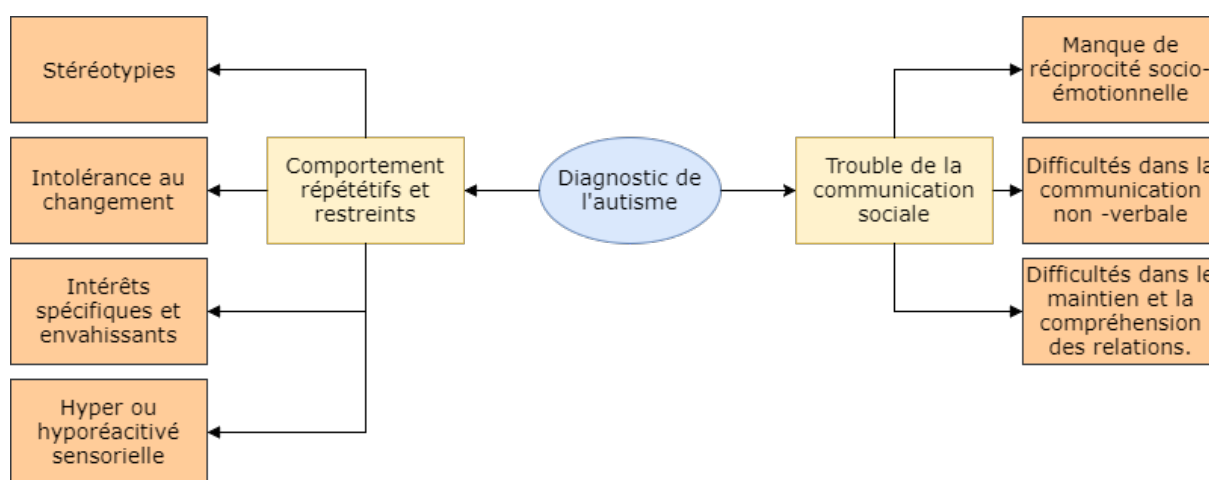 Stéréotypies
Intolérance au
changement
Intérêts
spécifiques et
envahissants
Hyper ou
hyporéacitivé
sensorielle
Comportement
répététifs et
restreints
Diagnostic de
l'autisme
Trouble de la
communication
sociale
Manque de
réciprocité socio-
émotionnelle
Difficultés dans la
communication
non -verbale
Difficultés dans le
maintien et la
compréhension
des relations.